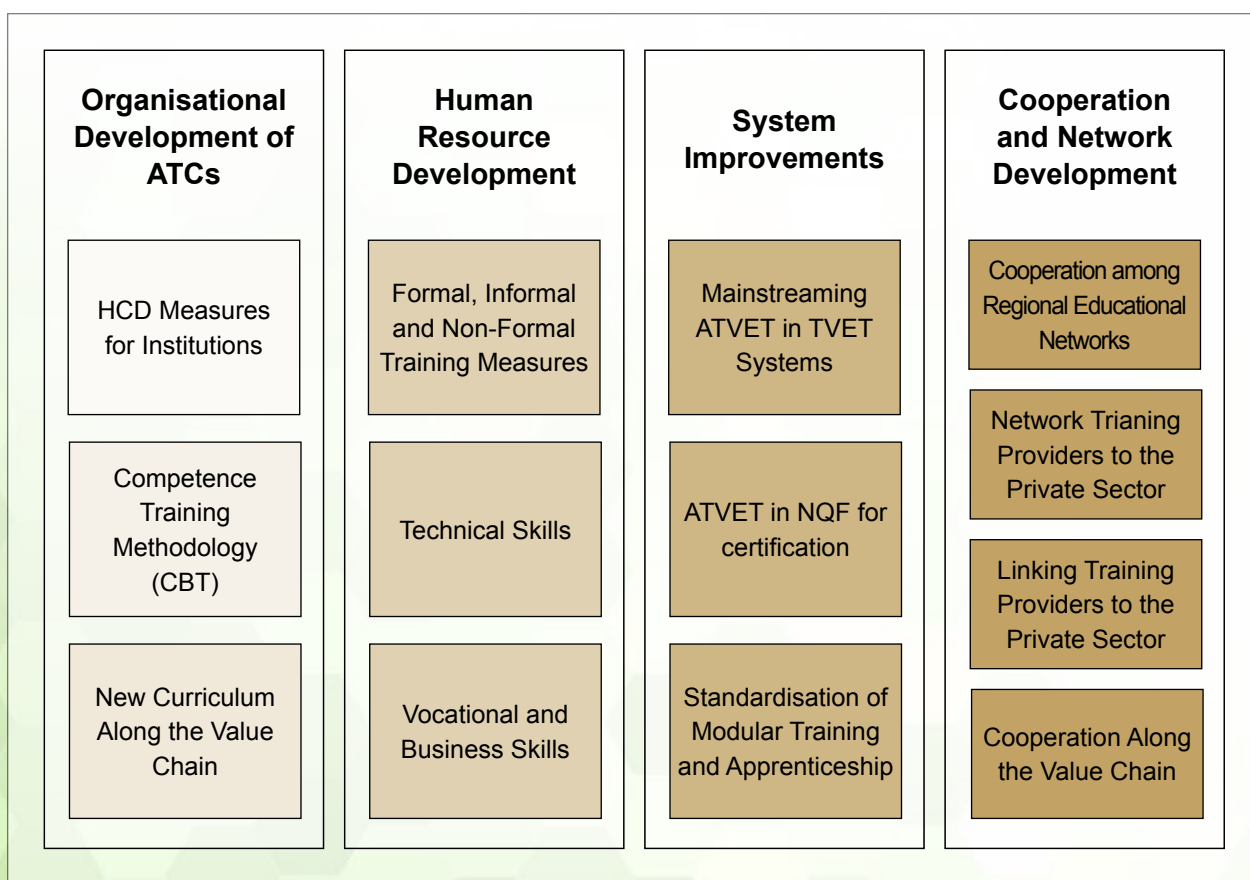 Organisational
Development of
ATCs
HCD Measures
for Institutions
Competence
Training
Methodology
(CBT)
New Curriculum
Along the Value
Chain
Human
Resource
Development
Formal, Informal
and Non-Formal
Training Measures
Technical Skills
Vocational and
Business Skills
System
Improvements
Mainstreaming
ATVET in TVET
Systems
ATVET in NQF for
certification
Standardisation of
Modular Training
and Apprenticeship
Cooperation
and Network
Development
Cooperation among
Regional Educational
Networks
Network Trianing
Providers to the
Private Sector
Linking Training
Providers to the
Private Sector
Cooperation Along
the Value Chain